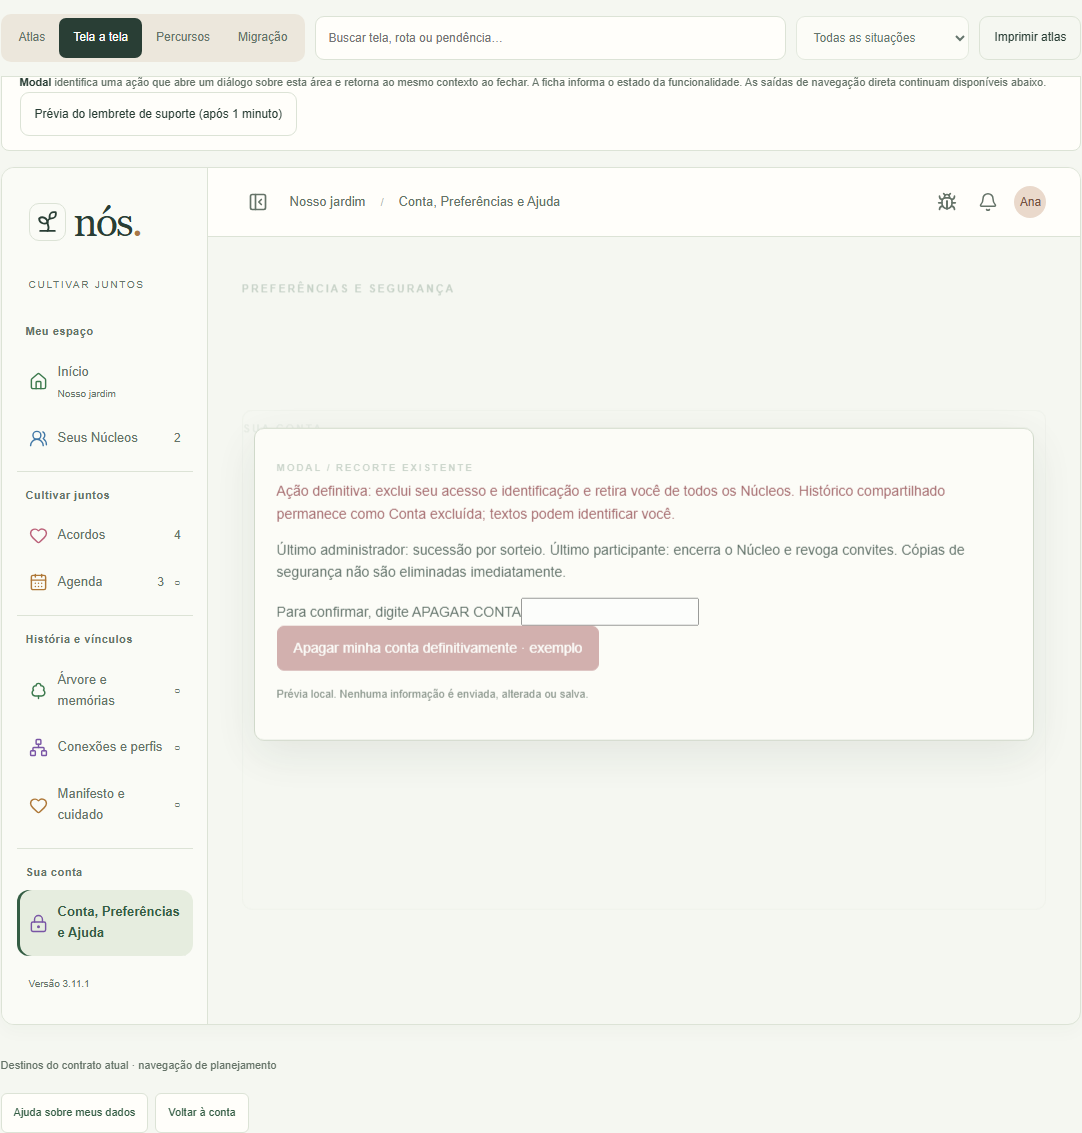 Atlas
Tela a tela
Percursos
Migração
Buscar tela, rota ou pendência...
Todas as situações
Imprimir atlas
Modal identifica uma ação que abre um diálogo sobre esta área e retorna ao mesmo contexto ao fechar. A ficha informa o estado da funcionalidade. As saídas de navegação direta continuam disponíveis abaixo.
Prévia do lembrete de suporte (após 1 minuto)
nós.
CULTIVAR JUNTOS
Meu espaço
Início
Nosso jardim
Seus Núcleos 2
Cultivar juntos
Acordos 4
Agenda 3
História e vínculos
Árvore e
memórias
Conexões e perfis
Manifesto e
cuidado
Sua conta
Conta, Preferências
e Ajuda
Versão 3.11.1
Nosso jardim / Conta, Preferências e Ajuda
Ana
PREFERÊNCIAS E SEGURANÇA
SUA CONTA
MODAL / RECORTE EXISTENTE
Ação definitiva: exclui seu acesso e identificação e retira você de todos os Núcleos. Histórico compartilhado
permanece como Conta excluída; textos podem identificar você.
Último administrador: sucessão por sorteio. Último participante: encerra o Núcleo e revoga convites. Cópias de
segurança não são eliminadas imediatamente.
Para confirmar, digite APAGAR CONTA
Apagar minha conta definitivamente · exemplo
Prévia local. Nenhuma informação é enviada, alterada ou salva.
Destinos do contrato atual · navegação de planejamento
Ajuda sobre meus dados
Voltar à conta